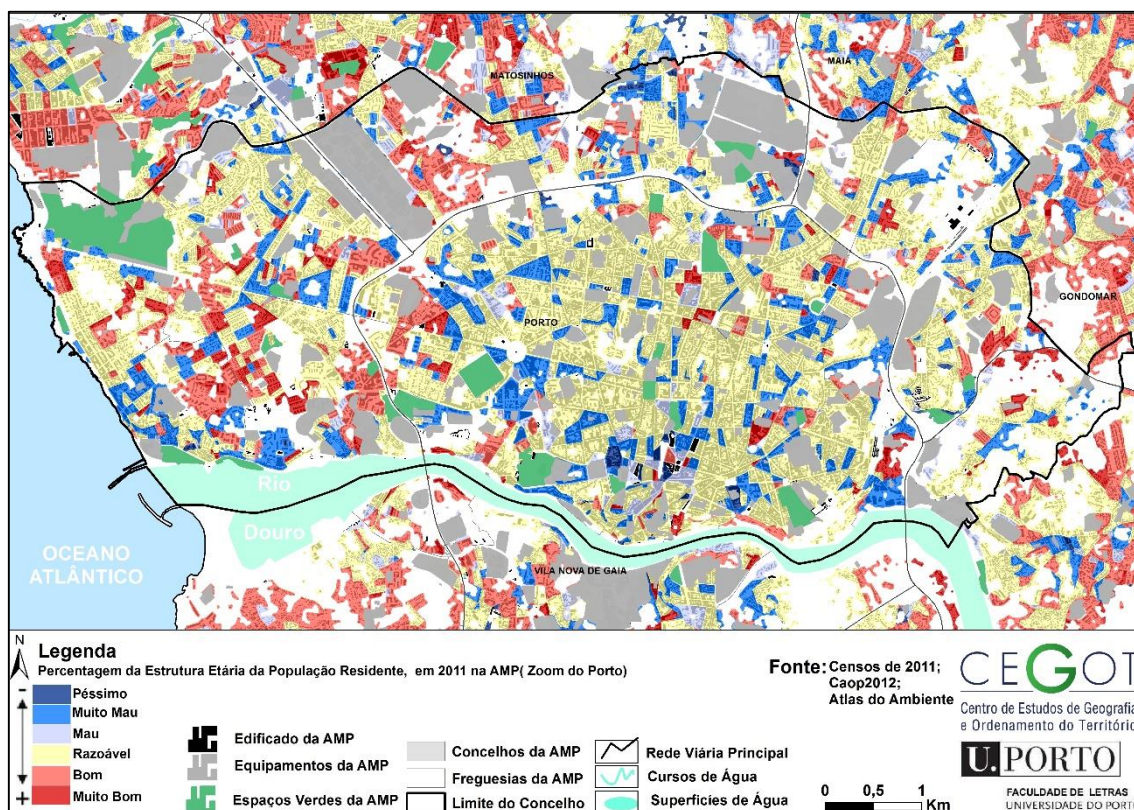 MATOSINHOS
MAIA
GONDOMAR
PORTO
d
Rio
Douro
OCEANO
ATLÂNTICO
VILA NOVA DE GAIA
N
Legenda
Percentagem da Estrutura Etária da População Residente, em 2011 na AMP( Zoom do Porto)
-
Péssimo
Muito Mau
Mau
Razoável
Bom
+
Muito Bom
Edificado da AMP
Equipamentos da AMP
Espaços Verdes da AMP
Concelhos da AMP
Freguesias da AMP
Limite do Concelho
Rede Viária Principal
Cursos de Água
Superfícies de Água
Fonte: Censos de 2011;
Caop2012;
Atlas do Ambiente
0 0,5 1
Km
CEGOT
Centro de Estudos de Geografia
e Ordenamento do Territóri
U. PORTO
FACULDADE DE LETRAS
UNIVERSIDADE DO PORT